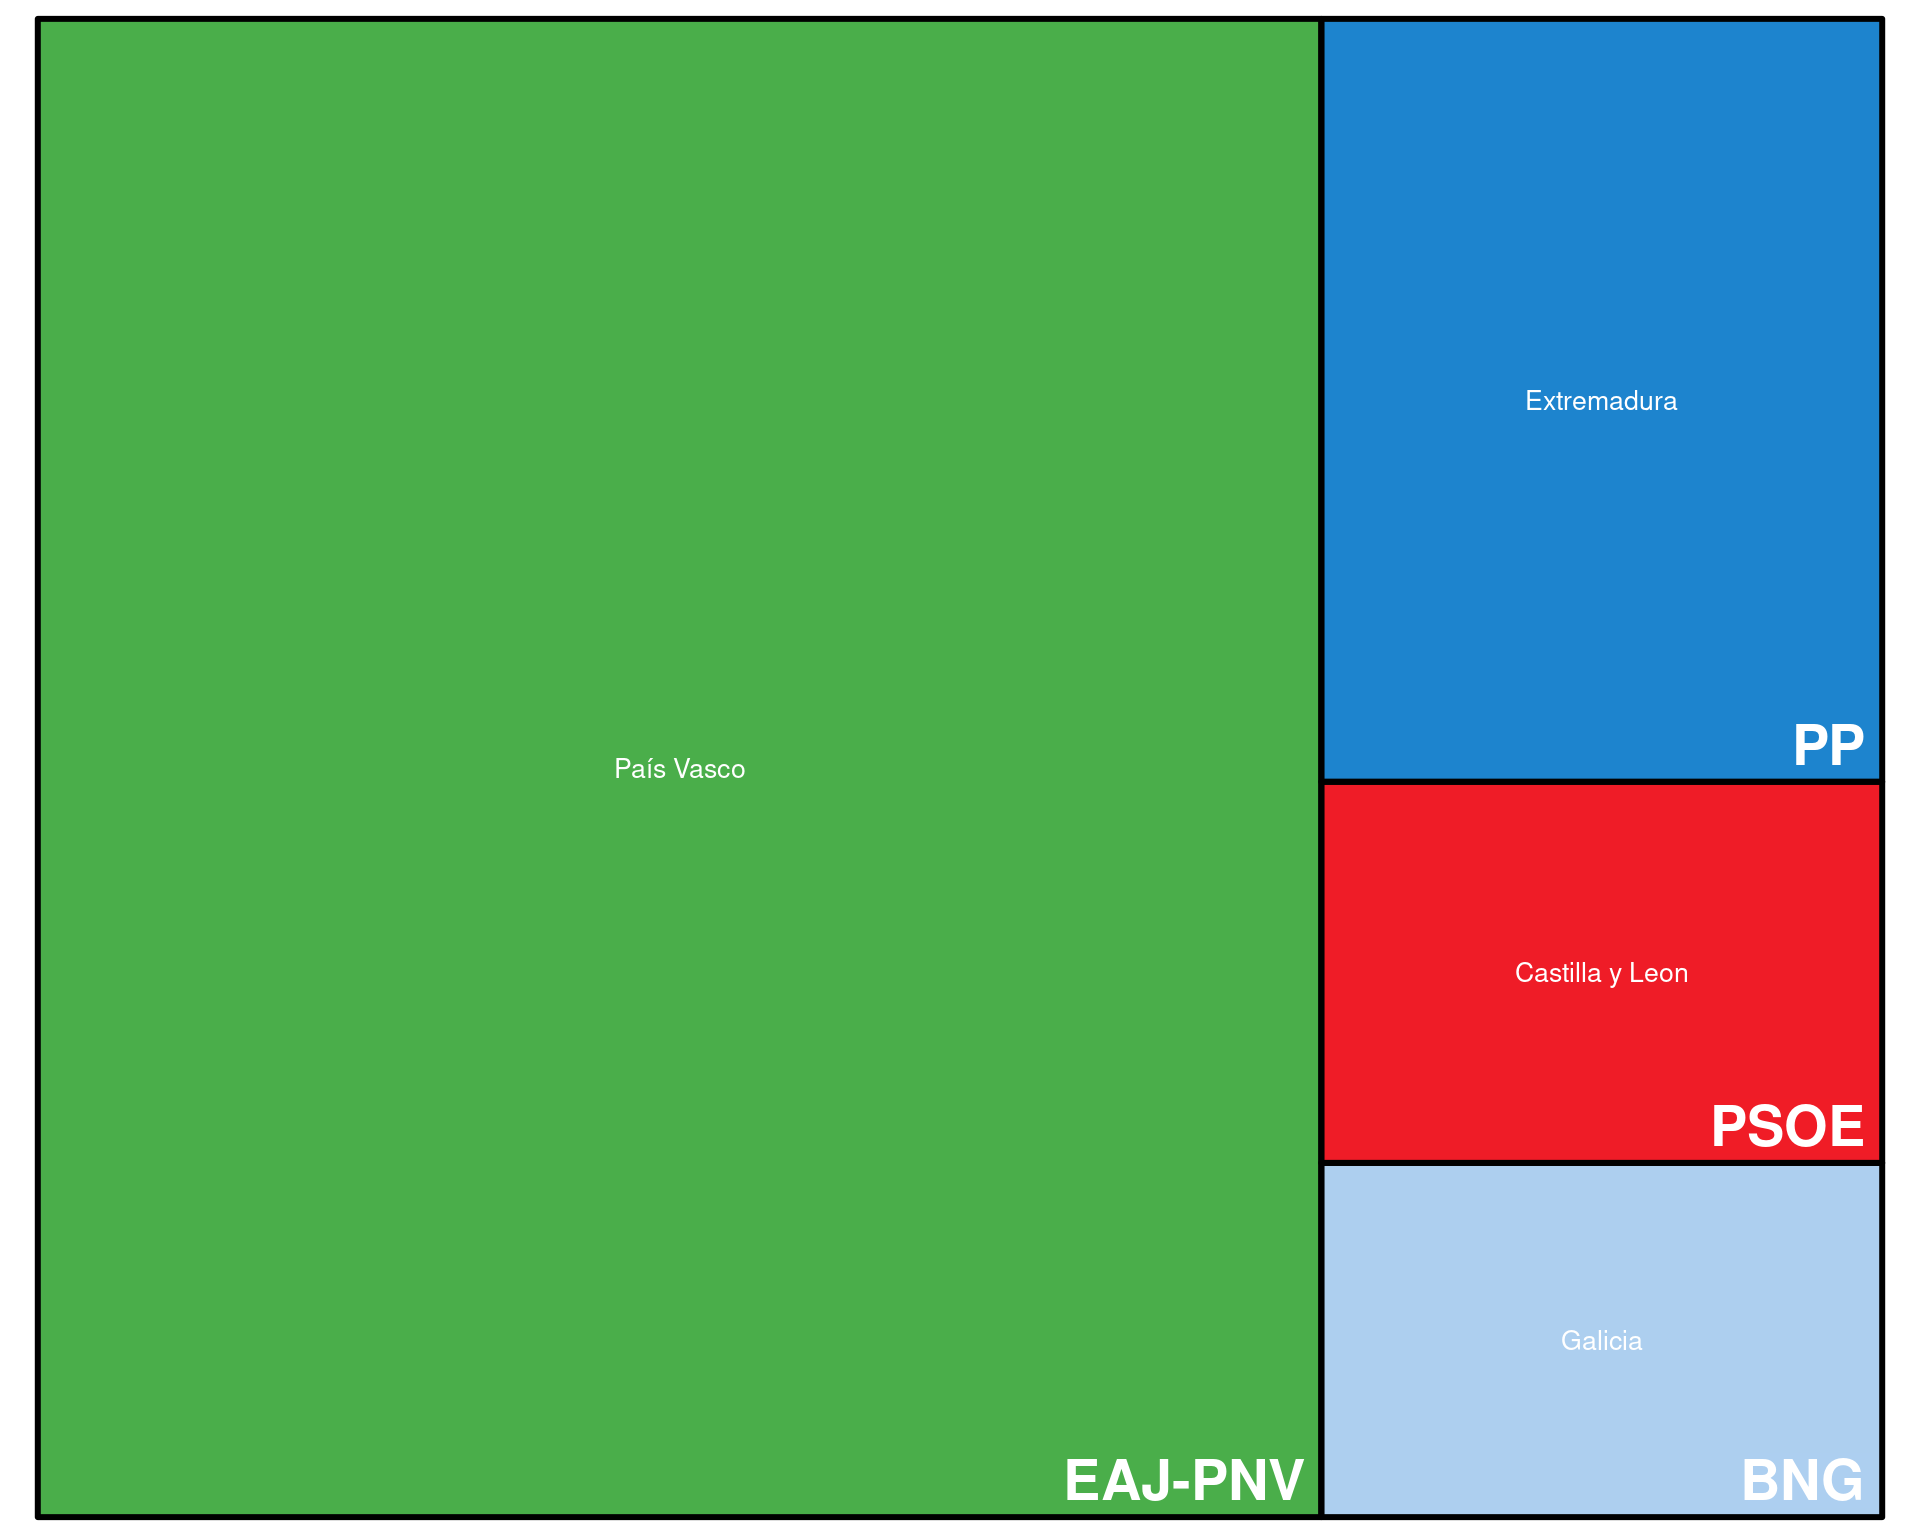 País Vasco
EAJ-PNV
Extremadura
PP
Castilla y Leon
PSOE
Galicia
BNG